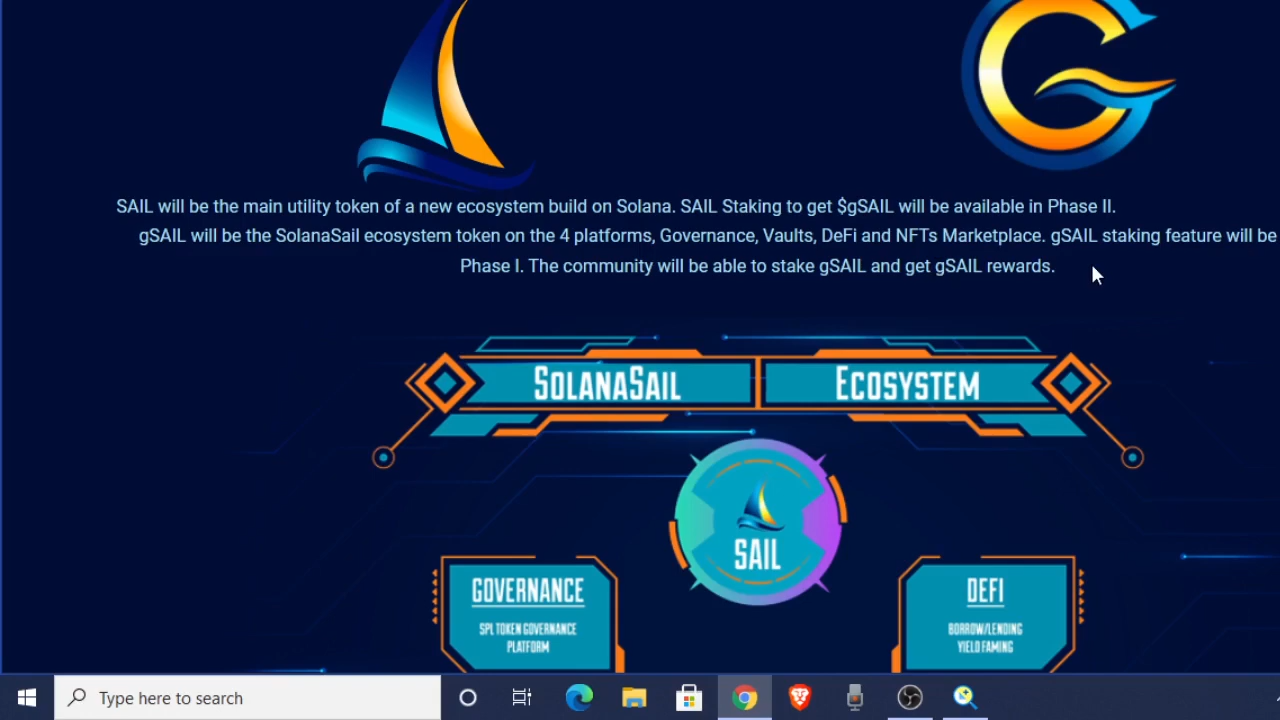 SAIL will be the main utility token of a new ecosystem build on Solana. SAIL Staking to get $gSAIL will be available in Phase II.
gSAIL will be the SolanaSail ecosystem token on the 4 platforms, Governance, Vaults, DeFi and NFTs Marketplace. gSAIL staking feature will be
Phase I. The community will be able to stake gSAIL and get gSAIL rewards.
SOLANASAIL ECOSYSTEM
SAIL
GOVERNANCE
SPL TOKEN GOVERNANCE
PLATFORM
DEFI
BORROW/LENDING
YIELD FAMING
Type here to search